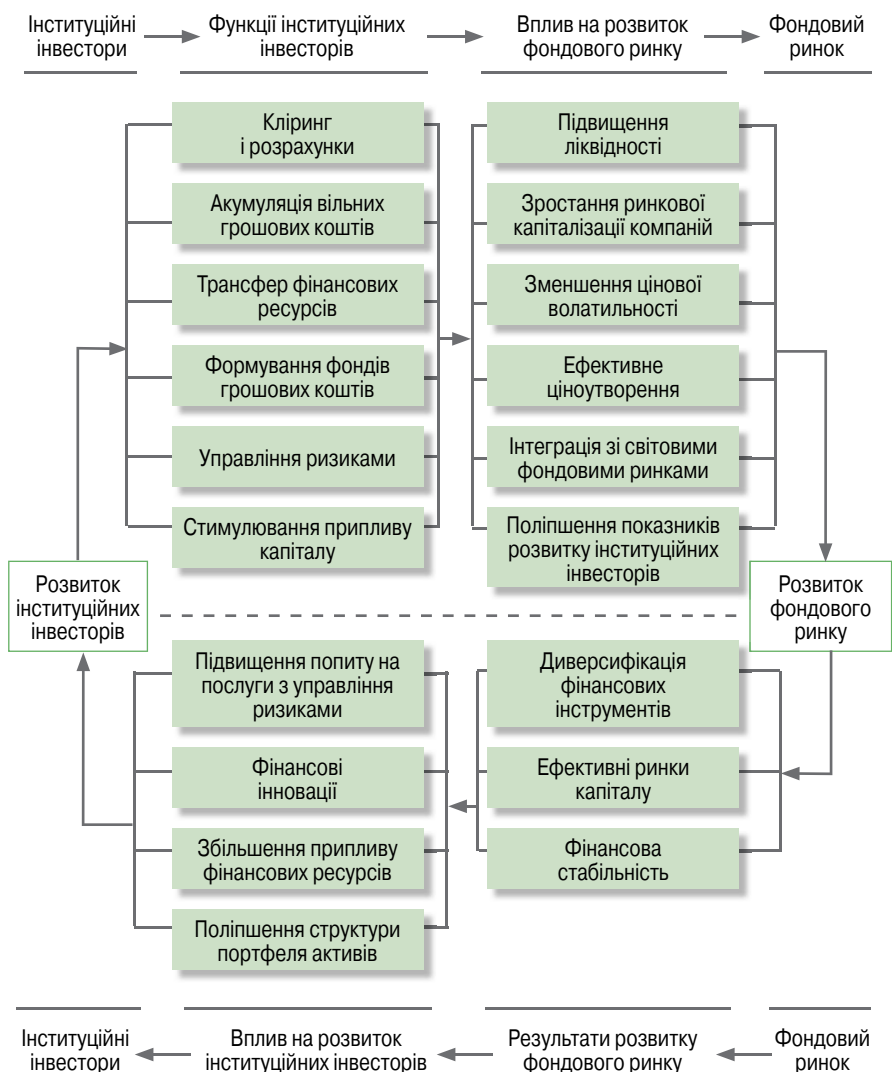 Інституційні
інвестори
Функції інституційних
інвесторів
Вплив на розвиток
фондового ринку
Фондовий
ринок
Кліринг
і розрахунки
Акумуляція вільних
грошових коштів
Трансфер фінансових
ресурсів
Формування фондів
грошових коштів
Управління ризиками
Стимулювання припливу
капіталу
Підвищення
ліквідності
Зростання ринкової
капіталізації компаній
Зменшення цінової
волатильності
Ефективне
ціноутворення
Інтеграція зі світовими
фондовими ринками
Поліпшення показників
розвитку інституційних
інвесторів
Розвиток
інституційних
інвесторів
Розвиток
фондового
ринку
Підвищення попиту на
послуги з управління
ризиками
Фінансові
інновації
Збільшення припливу
фінансових ресурсів
Поліпшення структури
портфеля активів
Диверсифікація
фінансових
інструментів
Ефективні ринки
капіталу
Фінансова
стабільність
Інституційні
інвестори
Вплив на розвиток
інституційних інвесторів
Результати розвитку
фондового ринку
Фондовий
ринок